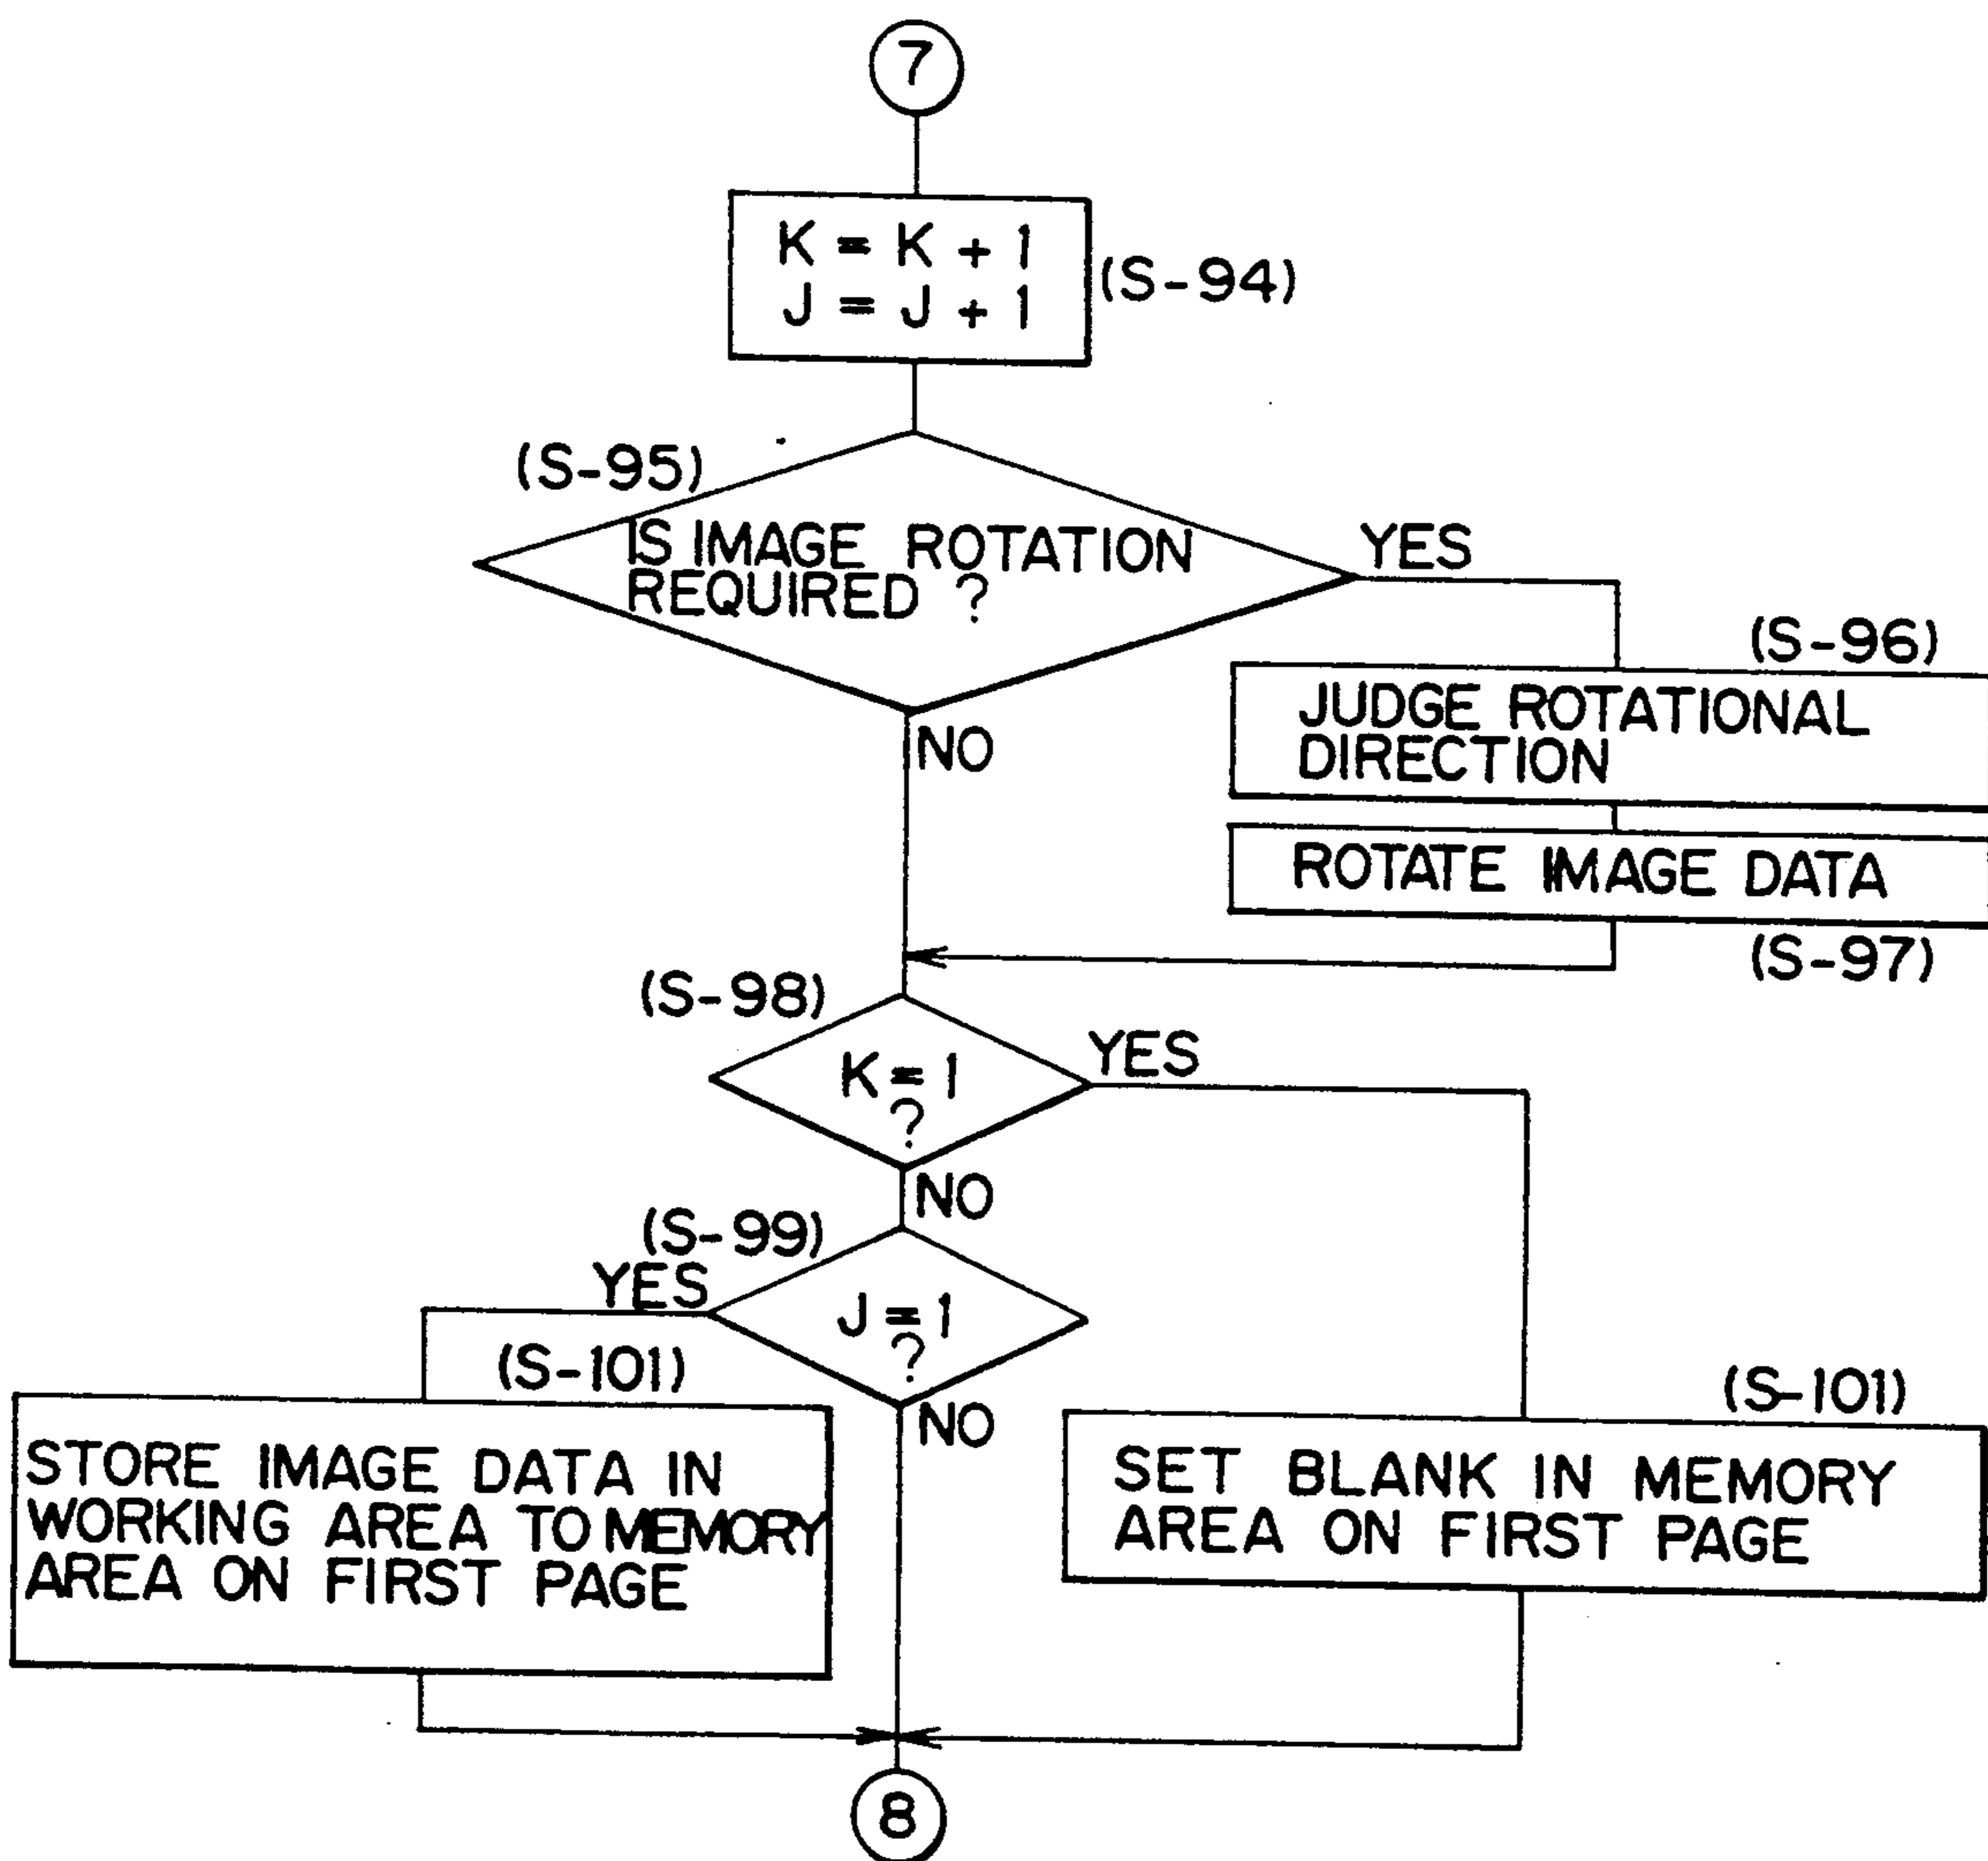 7
K = K + 1
J = J + 1
(S-94)
(S-95)
IS IMAGE ROTATION
REQUIRED ?
YES
NO
(S-96)
JUDGE ROTATIONAL
DIRECTION
ROTATE IMAGE DATA
(S-97)
(S-98)
K = 1
?
YES
NO
(S-99)
YES
J = 1
?
NO
(S-101)
STORE IMAGE DATA IN
WORKING AREA TO MEMORY
AREA ON FIRST PAGE
(S-101)
SET BLANK IN MEMORY
AREA ON FIRST PAGE
8